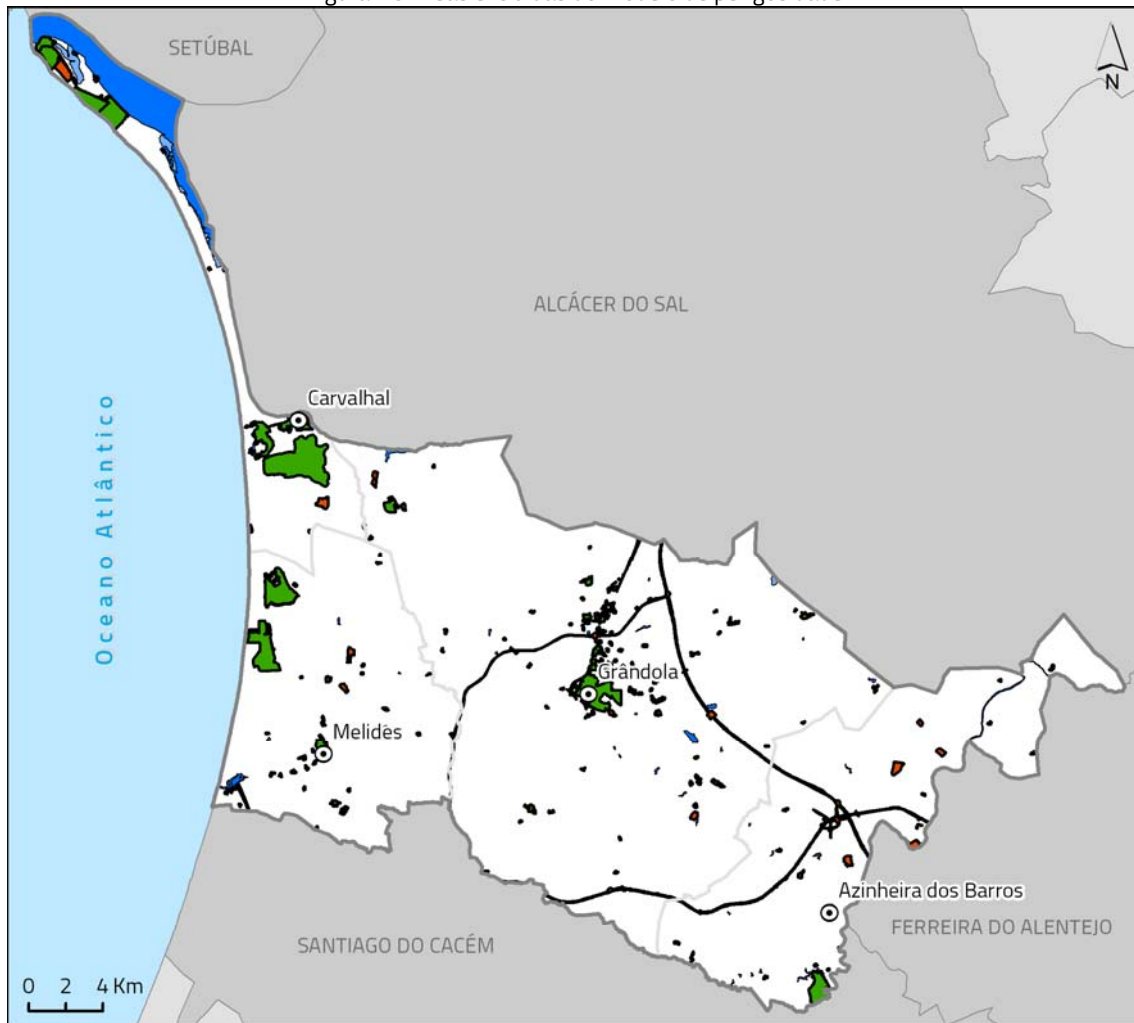 SETÚBAL
N
ALCÁCER DO SAL
Carvalhal
Oceano Atlântico
Grândola
Melides
Azinheira dos Barros
FERREIRA DO ALENTEJO
SANTIAGO DO CACÉM
0 2 4 Km